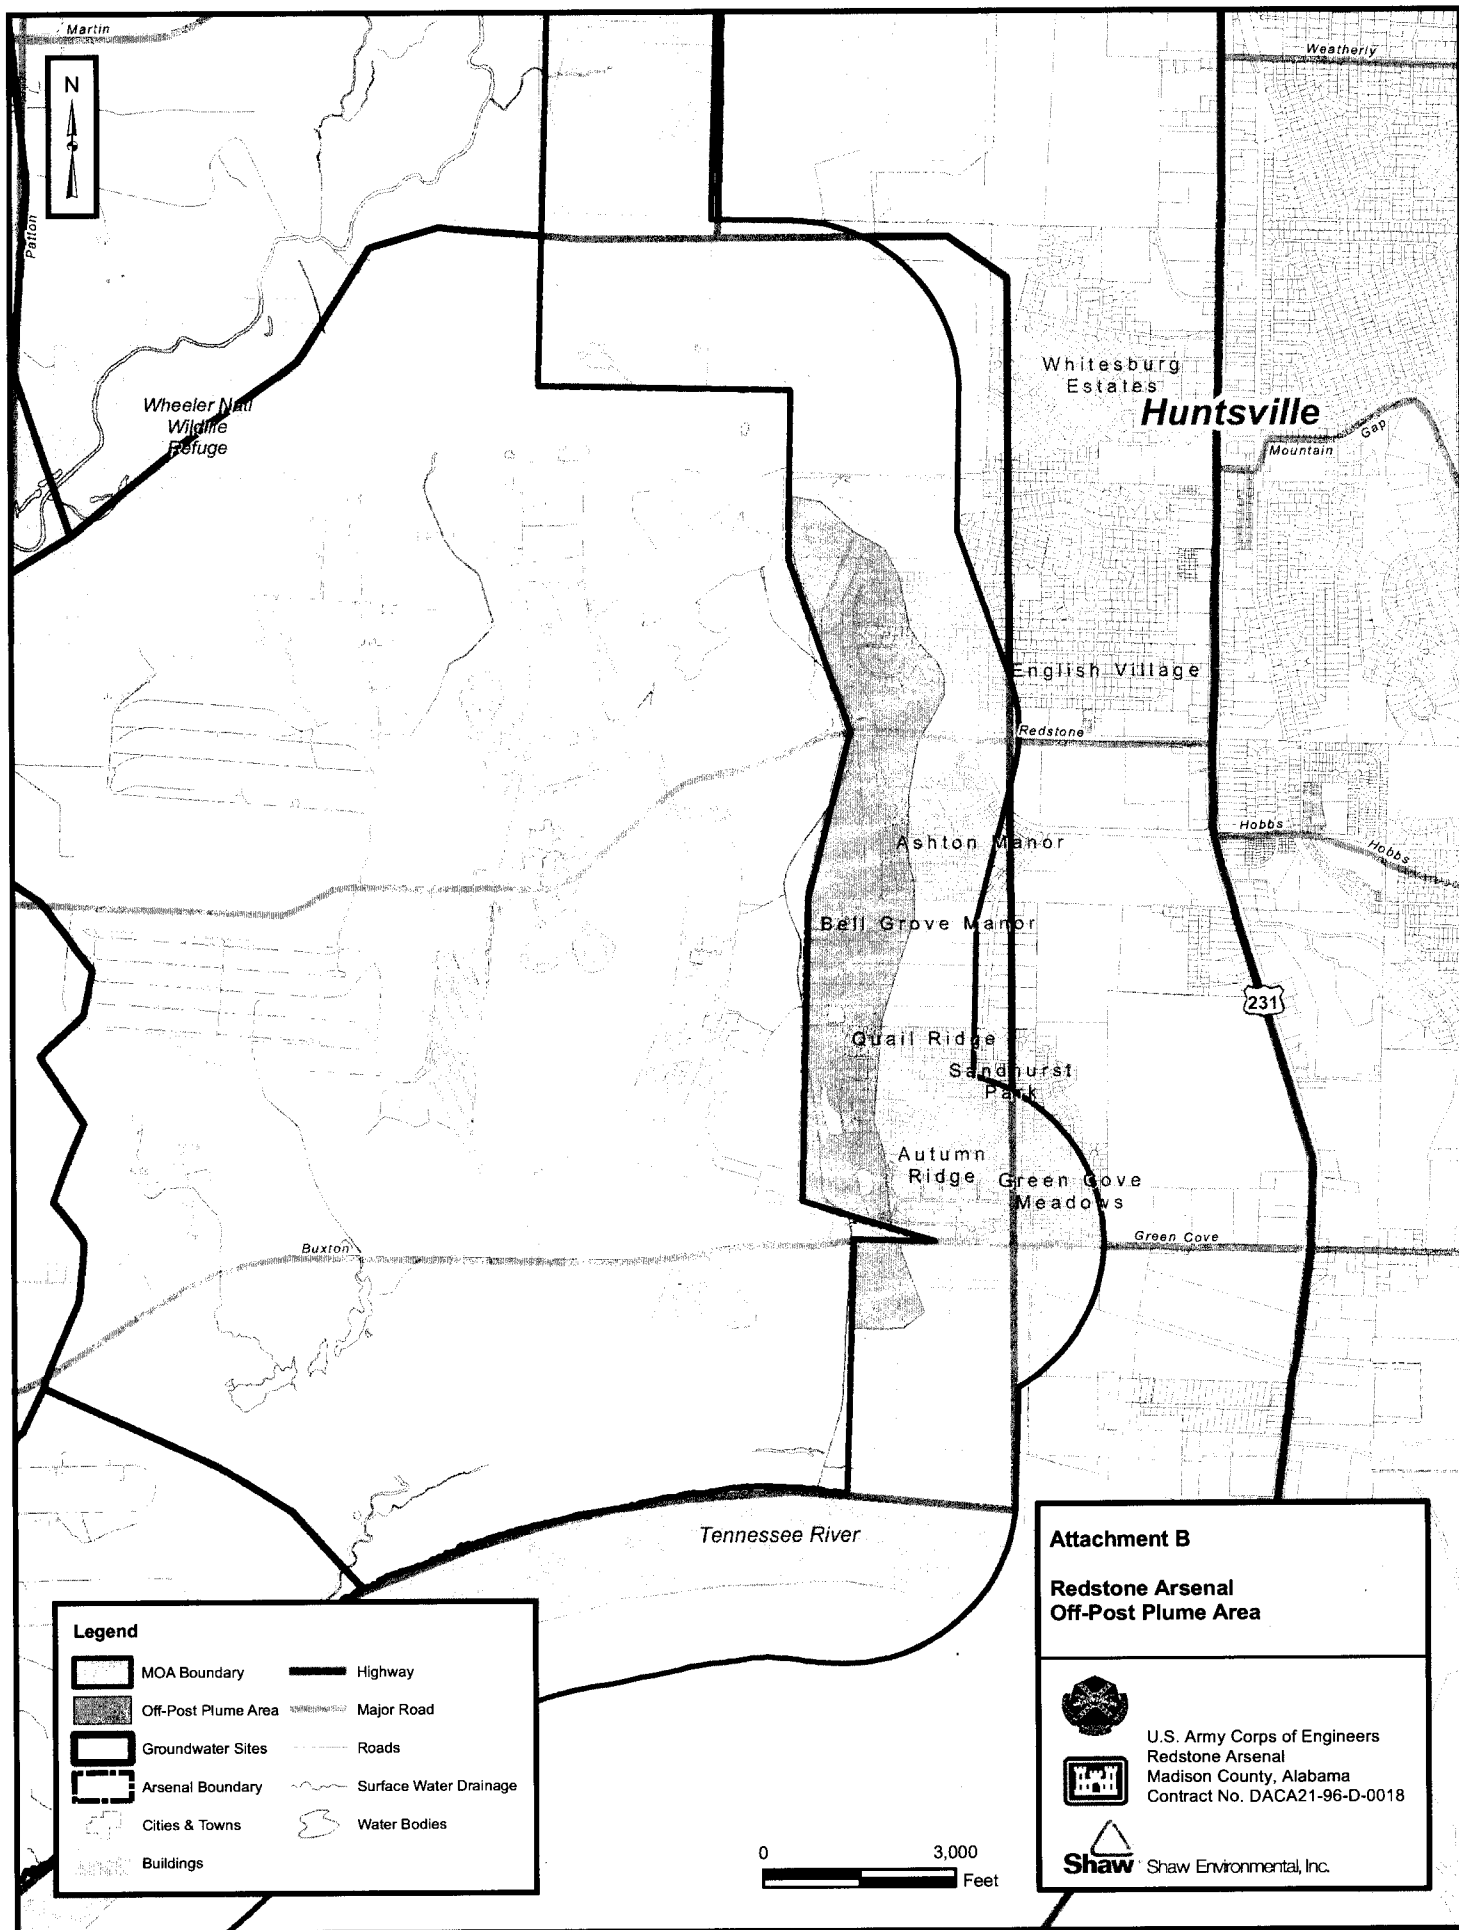 Martin
Weatherly
N
Patton
Whitesburg
Estates
Huntsville
Wheeler Natl
Wildlife
Refuge
Gap
Mountain
English Village
Redstone
Hobbs
Hobbs
Ashton Manor
Bell Grove Manor
231
Quail Ridge
Sandhurst
Park
Autumn
Ridge
Green Cove
Meadows
Green Cove
Buxton
Tennessee River
Attachment B
Redstone Arsenal
Off-Post Plume Area
Legend
MOA Boundary
Highway
Off-Post Plume Area
Major Road
Groundwater Sites
Roads
Arsenal Boundary
Surface Water Drainage
Cities & Towns
Water Bodies
Buildings
0 3,000
Feet
U.S. Army Corps of Engineers
Redstone Arsenal
Madison County, Alabama
Contract No. DACA21-96-D-0018
Shaw Shaw Environmental, Inc.